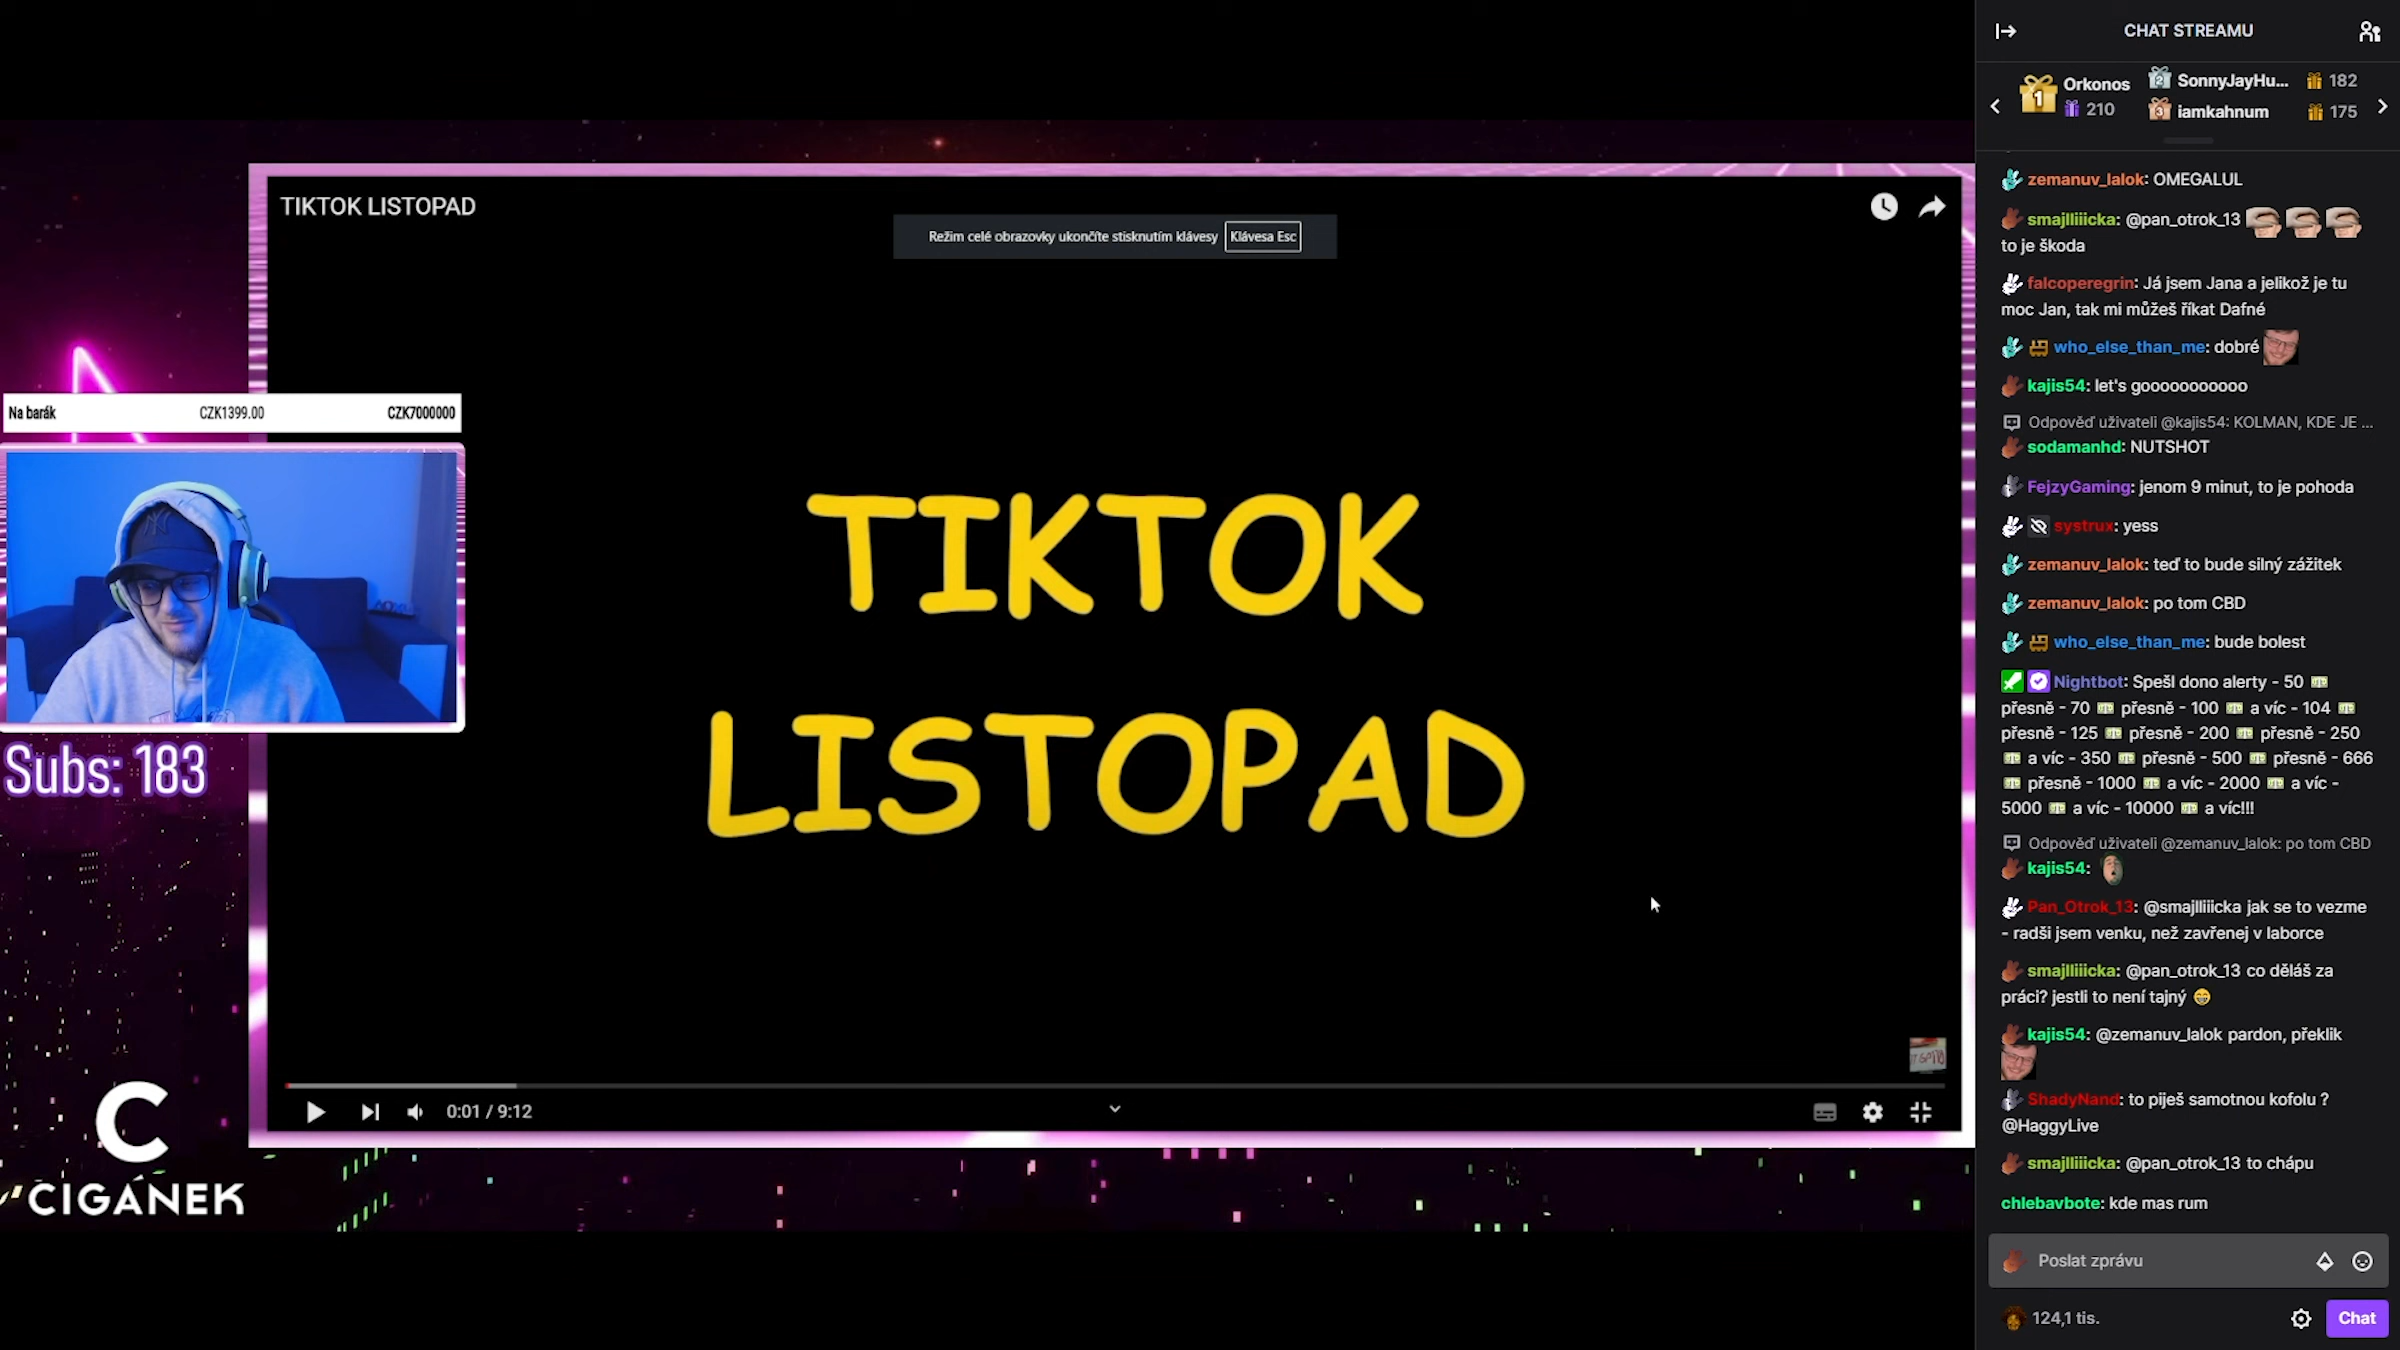 TIKTOK LISTOPAD
Režim celé obrazovky ukončíte stisknutím klávesy Klávesa Esc
TIKTOK
LISTOPAD
0:01 / 9:12
Na barák CZK1399.00 CZK7000000
Subs: 183
C
CIGÁNEK
CHAT STREAMU
1 Orkonos
210
2 SonnyJayHu... 182
3 iamkahnum 175
zemanuv_lalok: OMEGALUL
smajlliiicka: @pan_otrok_13
to je škoda
falcoperegrin: Já jsem Jana a jelikož je tu
moc Jan, tak mi můžeš říkat Dafné
who_else_than_me: dobré
kajis54: let's gooooooooooo
Odpověď uživateli @kajis54: KOLMAN, KDE JE ...
sodamanhd: NUTSHOT
FejzyGaming: jenom 9 minut, to je pohoda
systrux: yess
zemanuv_lalok: teď to bude silný zážitek
zemanuv_lalok: po tom CBD
who_else_than_me: bude bolest
Nightbot: Spešl dono alerty - 50
přesně - 70 přesně - 100 a víc - 104
přesně - 125 přesně - 200 přesně - 250
a víc - 350 přesně - 500 přesně - 666
přesně - 1000 a víc - 2000 a víc -
5000 a víc - 10000 a víc!!!
Odpověď uživateli @zemanuv_lalok: po tom CBD
kajis54:
Pan_Otrok_13: @smajlliiicka jak se to vezme
- radši jsem venku, než zavřenej v laborce
smajlliiicka: @pan_otrok_13 co děláš za
práci? jestli to není tajný
kajis54: @zemanuv_lalok pardon, překlik
ShadyNand: to piješ samotnou kofolu ?
@HaggyLive
smajlliiicka: @pan_otrok_13 to chápu
chlebavbote: kde mas rum
Poslat zprávu
124,1 tis.
Chat